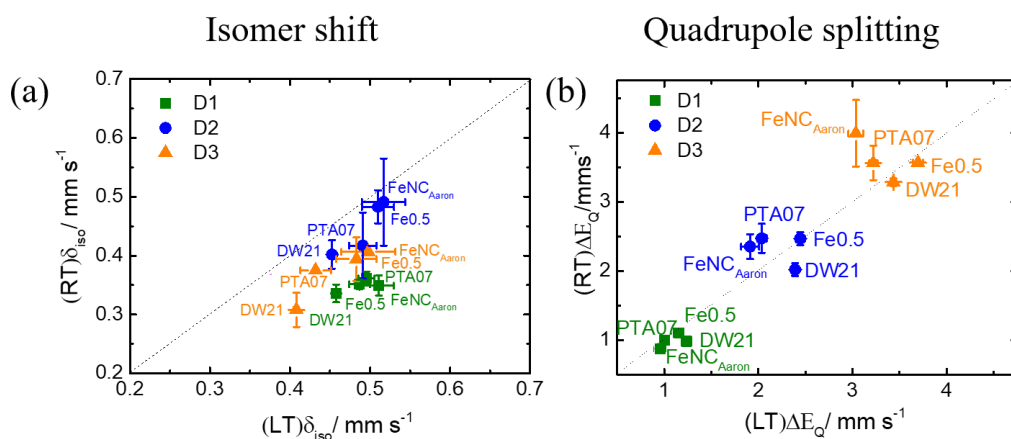 Isomer shift
Quadrupole splitting
(a)
0.7
0.6
0.5
0.4
0.3
0.2
0.2
0.3
0.4
0.5
0.6
0.7
(RT)δiso/ mm s⁻¹
(LT)δiso/ mm s⁻¹
D1
D2
D3
FeNCAaron
Fe0.5
PTA07
DW21
FeNCAaron
Fe0.5
PTA07
PTA07
DW21
Fe0.5
FeNCAaron
DW21
(b)
4
3
2
1
1
2
3
4
(RT)ΔEQ/mms⁻¹
(LT)ΔEQ/ mm s⁻¹
D1
D2
D3
FeNCAaron
PTA07
Fe0.5
DW21
PTA07
Fe0.5
FeNCAaron
DW21
Fe0.5
PTA07
DW21
FeNCAaron